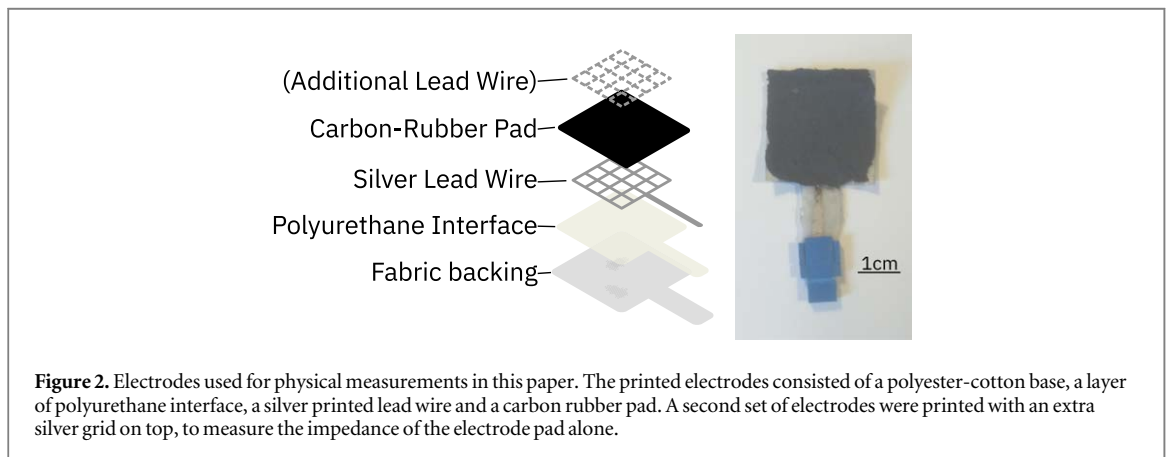 (Additional Lead Wire)
Carbon-Rubber Pad
Silver Lead Wire
Polyurethane Interface
Fabric backing
1cm
Figure 2. Electrodes used for physical measurements in this paper. The printed electrodes consisted of a polyester-cotton base, a layer
of polyurethane interface, a silver printed lead wire and a carbon rubber pad. A second set of electrodes were printed with an extra
silver grid on top, to measure the impedance of the electrode pad alone.